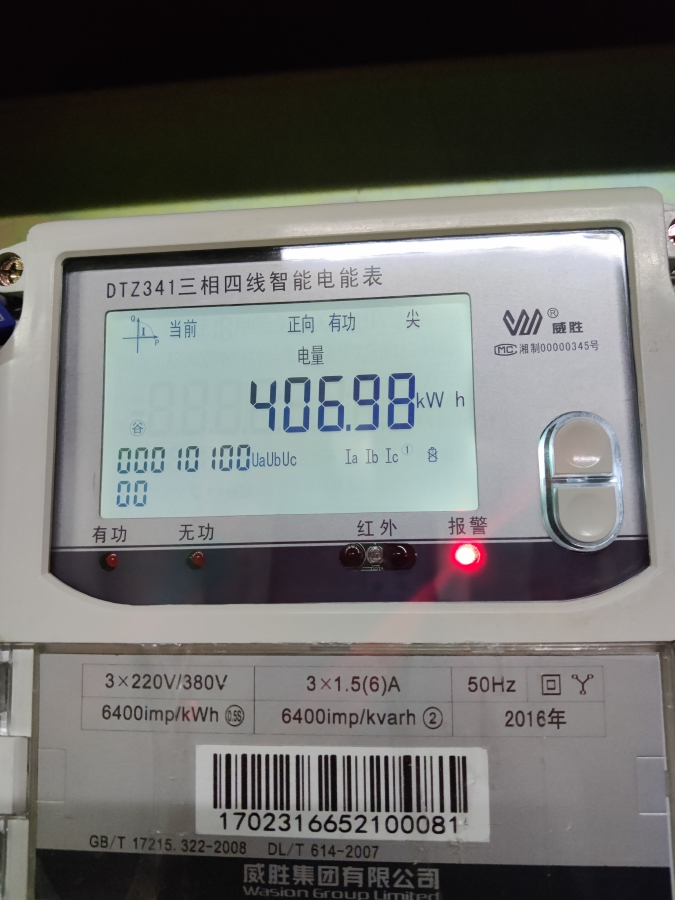 DTZ341三相四线智能电能表
当前 正向 有功 尖
电量
406.98 kW h
谷
00010100 UaUbUc Ia Ib Ic ①
00
威胜®
MC 湘制00000345号
有功 无功 红外 报警
3×220V/380V 3×1.5(6)A 50Hz
6400imp/kWh 0.5S 6400imp/kvarh ② 2016年
1702316652100081
GB/T 17215.322-2008 DL/T 614-2007
威胜集团有限公司
Wasion Group Limited